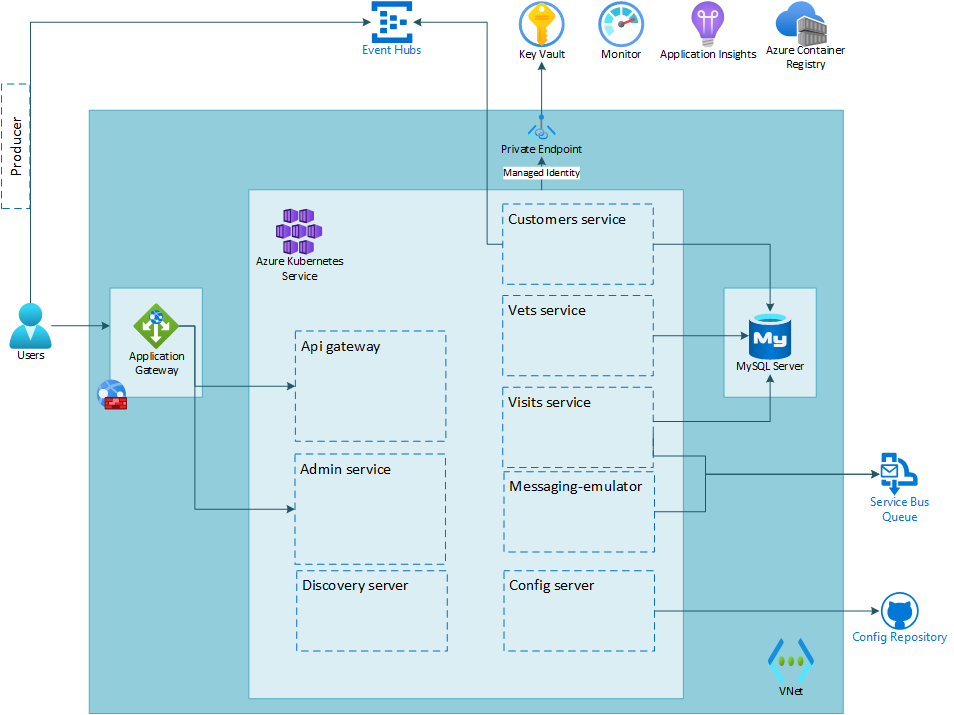 Event Hubs
Key Vault
Monitor
Application Insights
Azure Container
Registry
Producer
Private Endpoint
Managed Identity
Azure Kubernetes
Service
Customers service
Vets service
Users
Application
Gateway
Api gateway
My
MySQL Server
Visits service
Admin service
Messaging-emulator
Service Bus
Queue
Discovery server
Config server
Config Repository
VNet